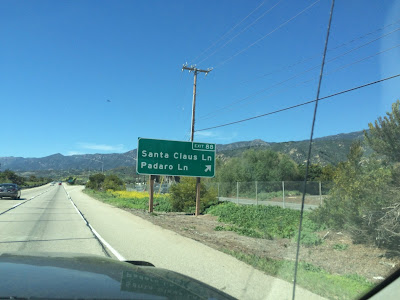 EXIT 88
Santa Claus Ln
Padaro Ln